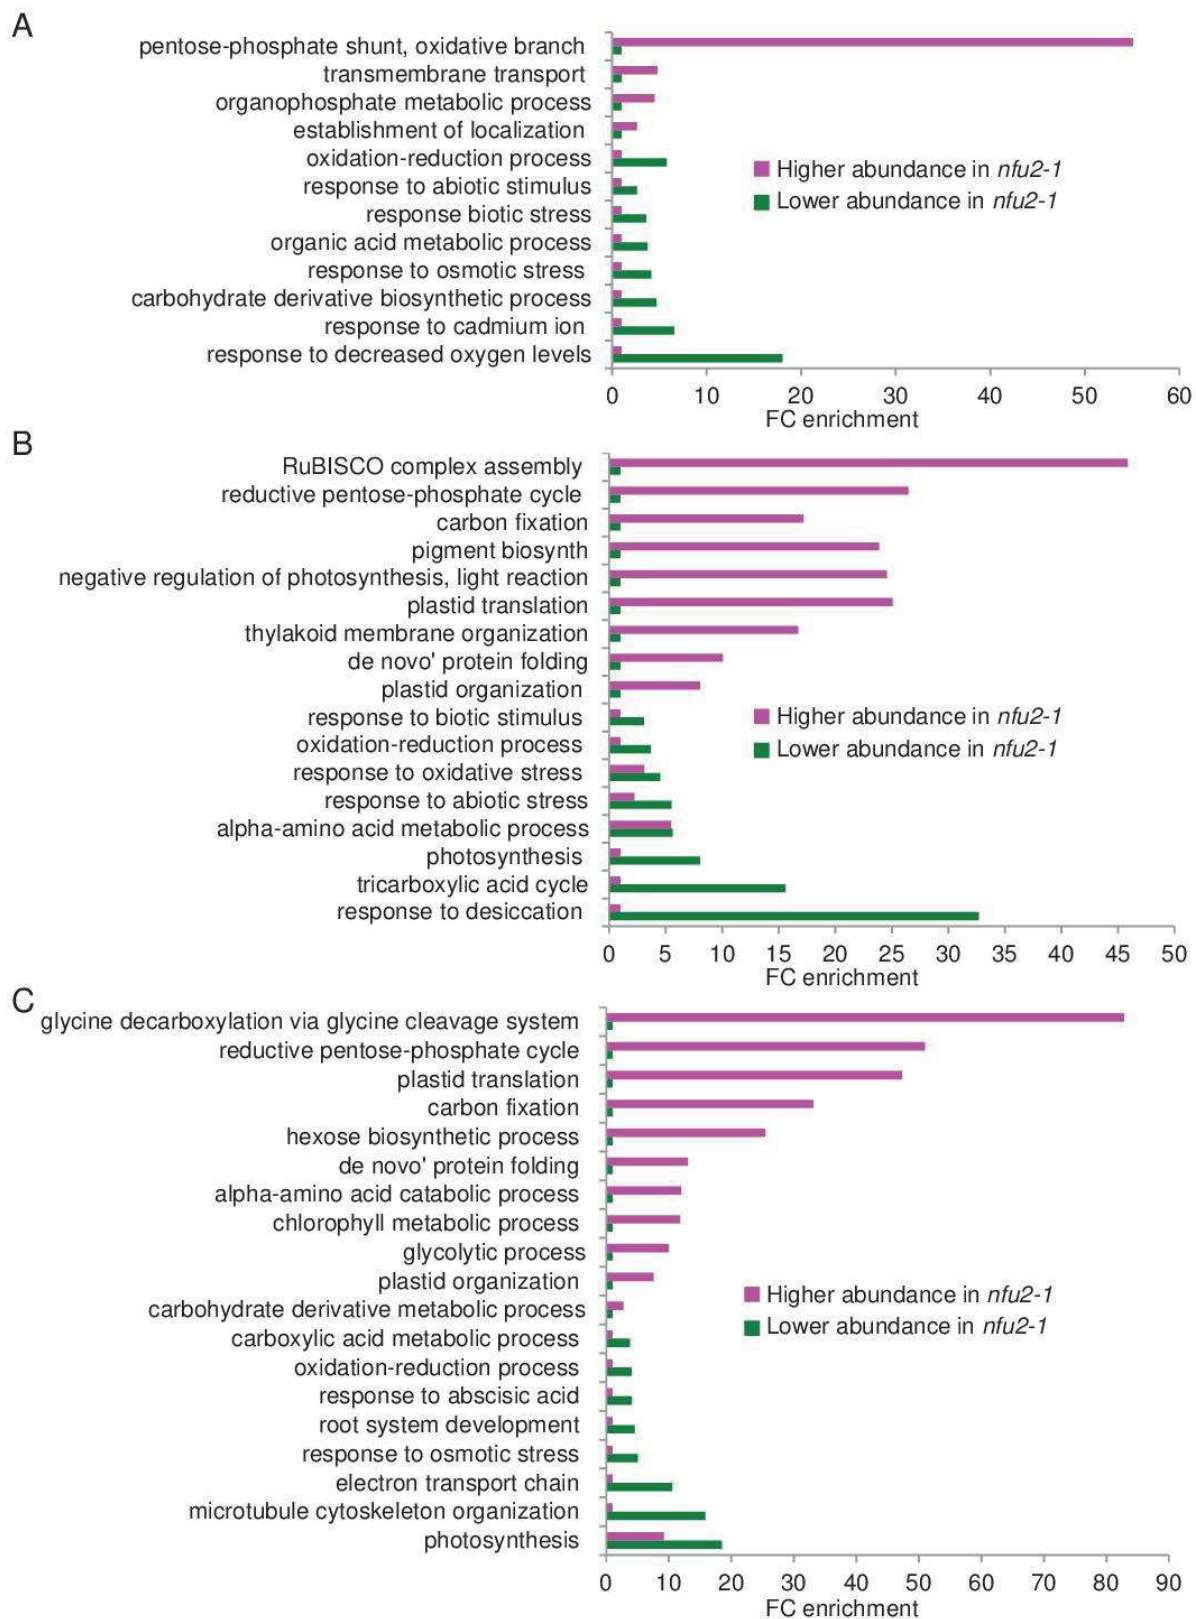 A
pentose-phosphate shunt, oxidative branch
transmembrane transport
organophosphate metabolic process
establishment of localization
oxidation-reduction process
response to abiotic stimulus
response biotic stress
organic acid metabolic process
response to osmotic stress
carbohydrate derivative biosynthetic process
response to cadmium ion
response to decreased oxygen levels
Higher abundance in nfu2-1
Lower abundance in nfu2-1
0 10 20 30 40 50 60
FC enrichment
B
RuBISCO complex assembly
reductive pentose-phosphate cycle
carbon fixation
pigment biosynth
negative regulation of photosynthesis, light reaction
plastid translation
thylakoid membrane organization
de novo' protein folding
plastid organization
response to biotic stimulus
oxidation-reduction process
response to oxidative stress
response to abiotic stress
alpha-amino acid metabolic process
photosynthesis
tricarboxylic acid cycle
response to desiccation
Higher abundance in nfu2-1
Lower abundance in nfu2-1
0 5 10 15 20 25 30 35 40 45 50
FC enrichment
C
glycine decarboxylation via glycine cleavage system
reductive pentose-phosphate cycle
plastid translation
carbon fixation
hexose biosynthetic process
de novo' protein folding
alpha-amino acid catabolic process
chlorophyll metabolic process
glycolytic process
plastid organization
carbohydrate derivative metabolic process
carboxylic acid metabolic process
oxidation-reduction process
response to abscisic acid
root system development
response to osmotic stress
electron transport chain
microtubule cytoskeleton organization
photosynthesis
Higher abundance in nfu2-1
Lower abundance in nfu2-1
0 10 20 30 40 50 60 70 80 90
FC enrichment